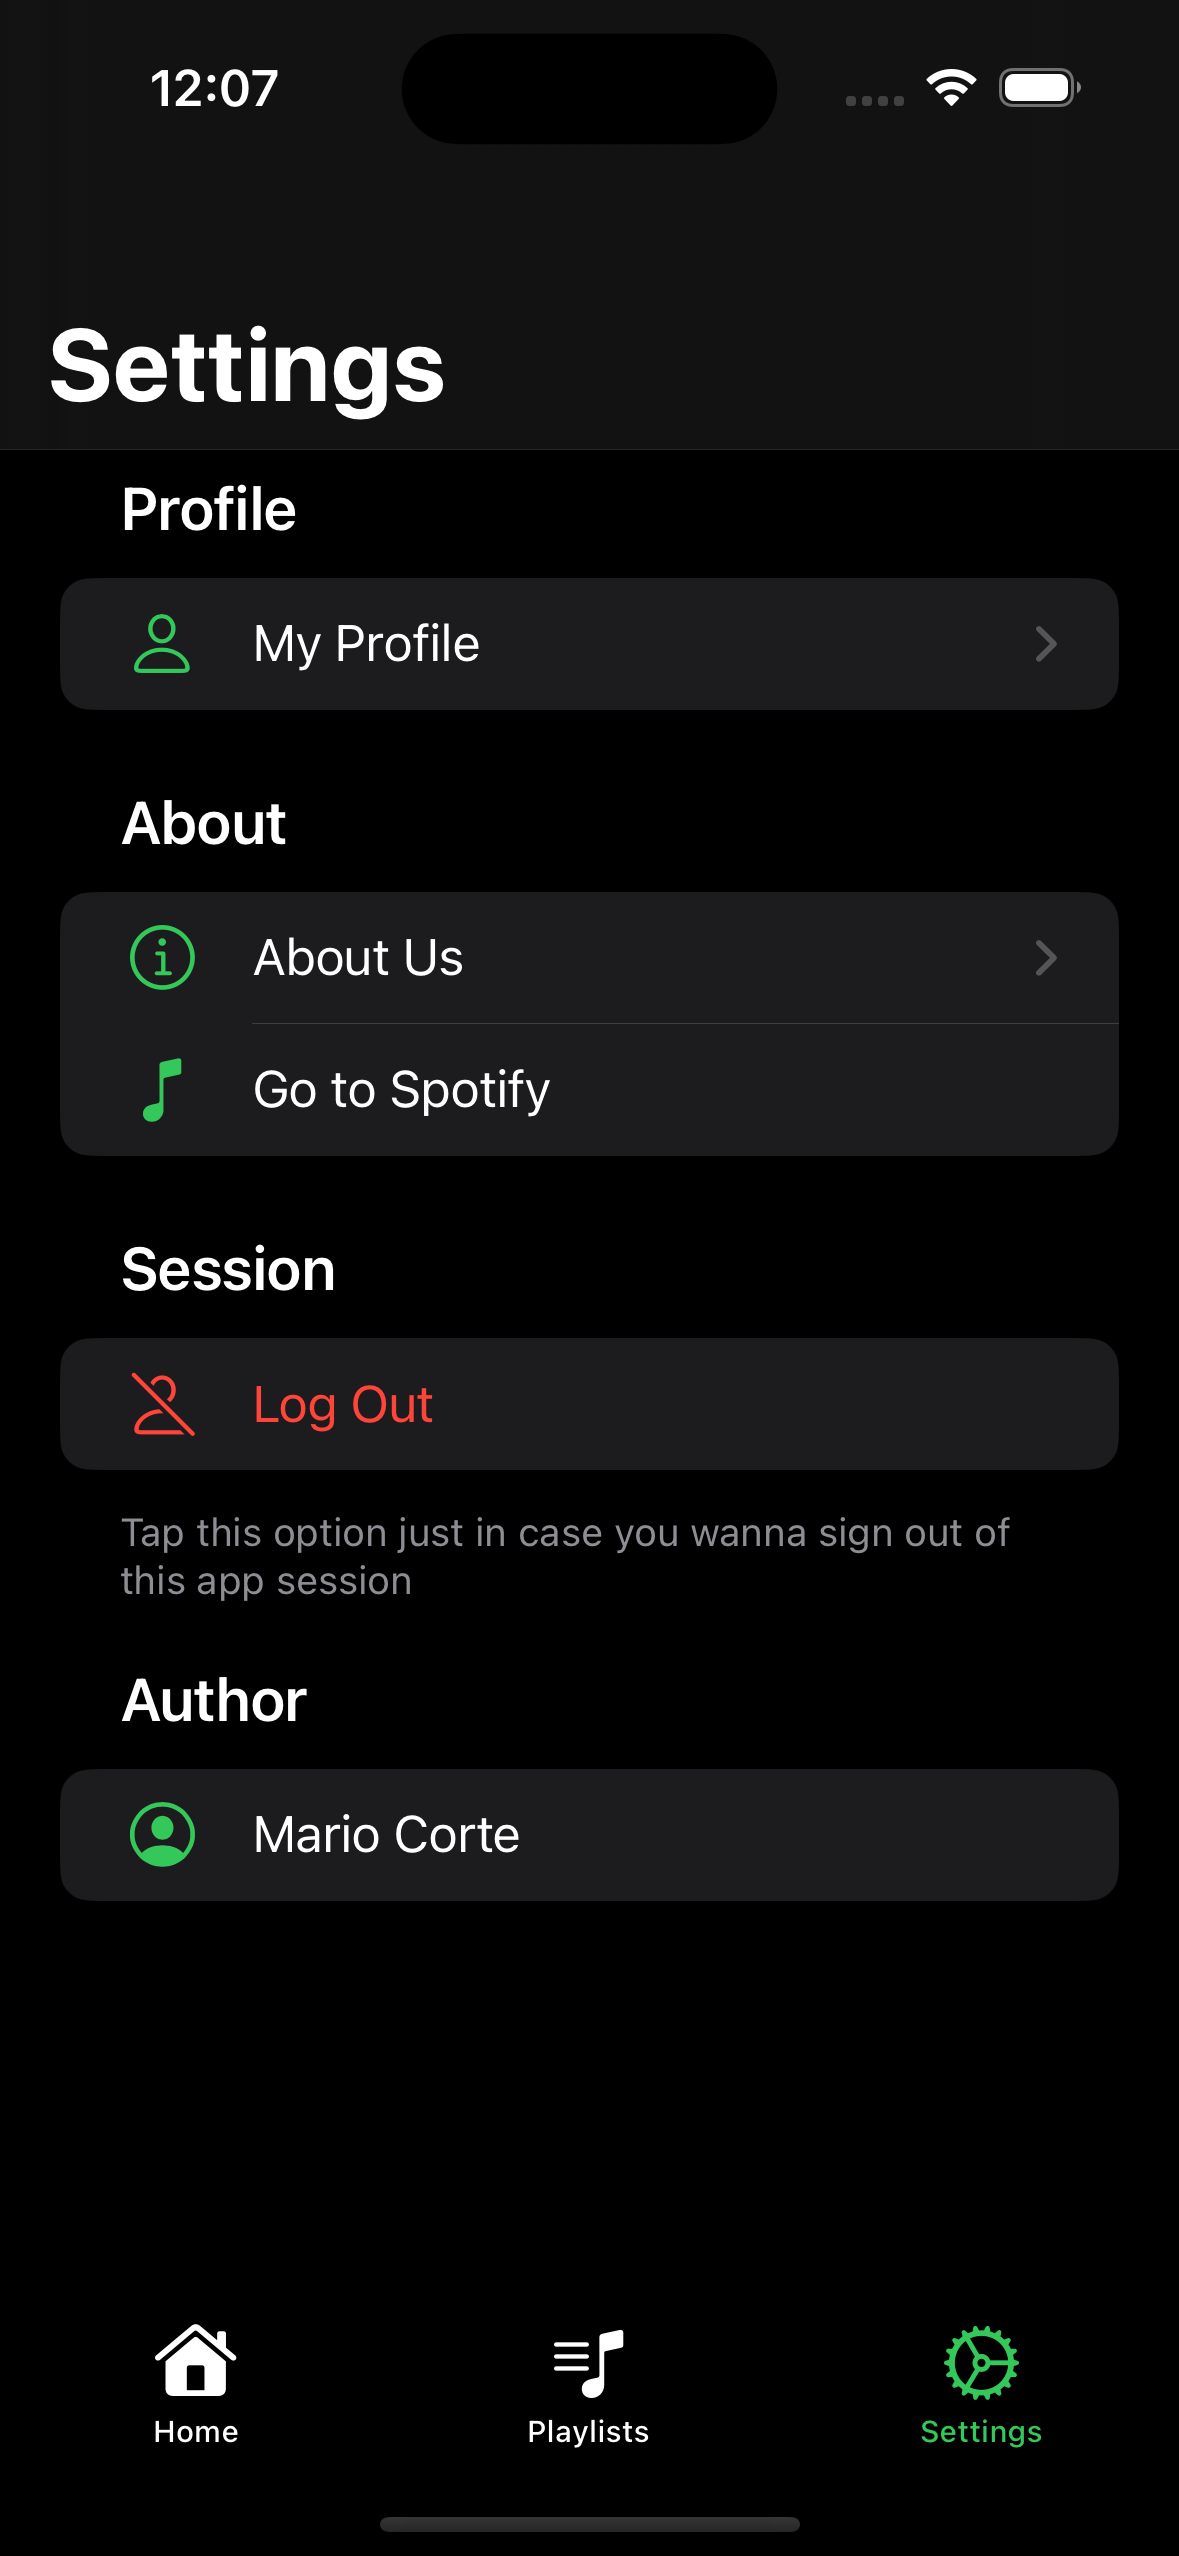 12:07
Settings
Profile
My Profile
About
About Us
Go to Spotify
Session
Log Out
Tap this option just in case you wanna sign out of
this app session
Author
Mario Corte
Home
Playlists
Settings